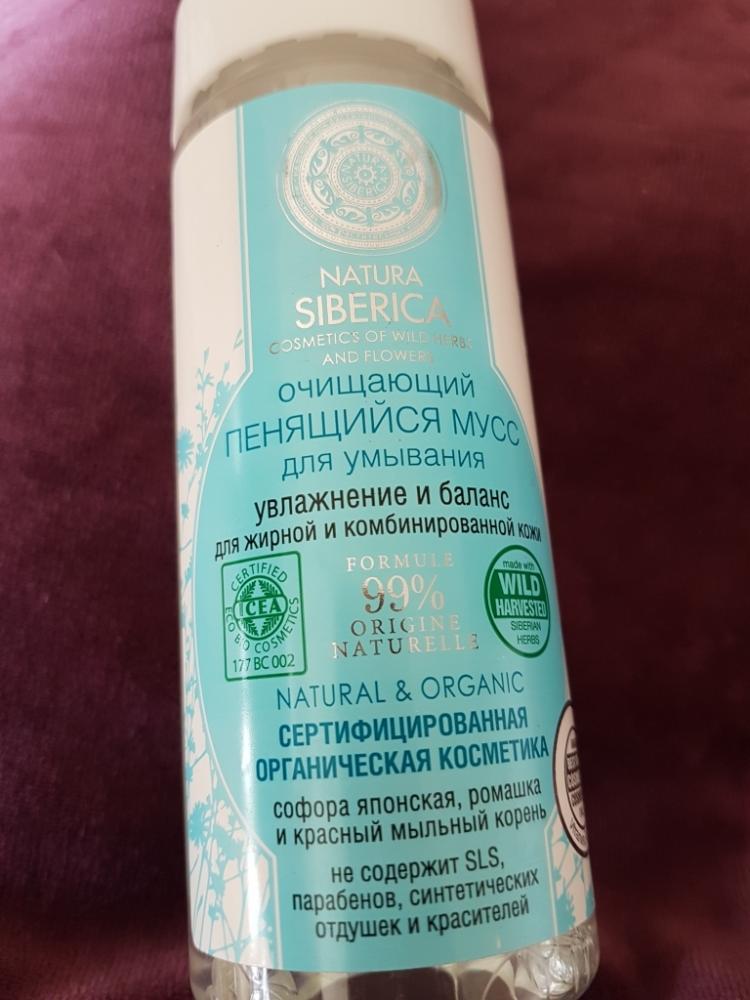 NATURA
SIBERICA
NATURA
SIBERICA
COSMETICS OF WILD HERBS
AND FLOWERS
очищающий
ПЕНЯЩИЙСЯ МУСС
для умывания
увлажнение и баланс
для жирной и комбинированной кожи
CERTIFIED
ICEA
ECO BIO COSMETICS
177 BC 002
FORMULE
99%
ORIGINE
NATURELLE
made with
WILD
HARVESTED
SIBERIAN
HERBS
NATURAL & ORGANIC
СЕРТИФИЦИРОВАННАЯ
ОРГАНИЧЕСКАЯ КОСМЕТИКА
софора японская, ромашка
и красный мыльный корень
не содержит SLS,
парабенов, синтетических
отдушек и красителей